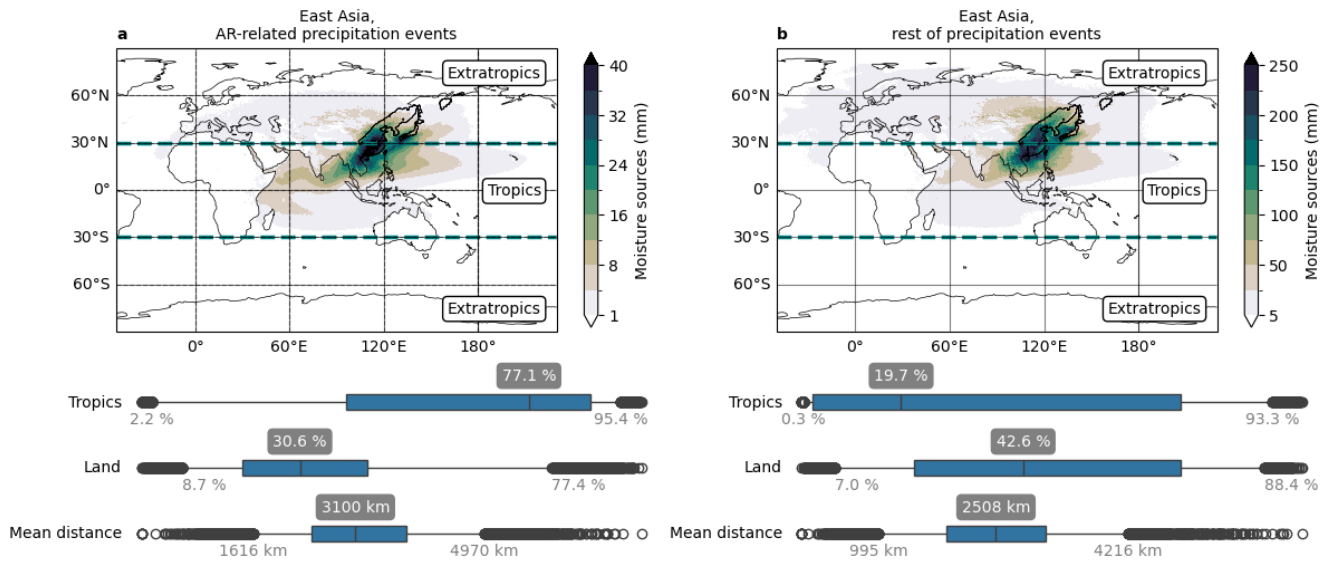 a
East Asia,
AR-related precipitation events
Extratropics
Tropics
Extratropics
60°N
30°N
0°
30°S
60°S
0°
60°E
120°E
180°
40
32
24
16
8
1
Moisture sources (mm)
b
East Asia,
rest of precipitation events
Extratropics
Tropics
Extratropics
60°N
30°N
0°
30°S
60°S
0°
60°E
120°E
180°
250
200
150
100
50
5
Moisture sources (mm)
77.1 %
Tropics
2.2 %
95.4 %
30.6 %
Land
8.7 %
77.4 %
3100 km
Mean distance
1616 km
4970 km
19.7 %
Tropics
0.3 %
93.3 %
42.6 %
Land
7.0 %
88.4 %
2508 km
Mean distance
995 km
4216 km